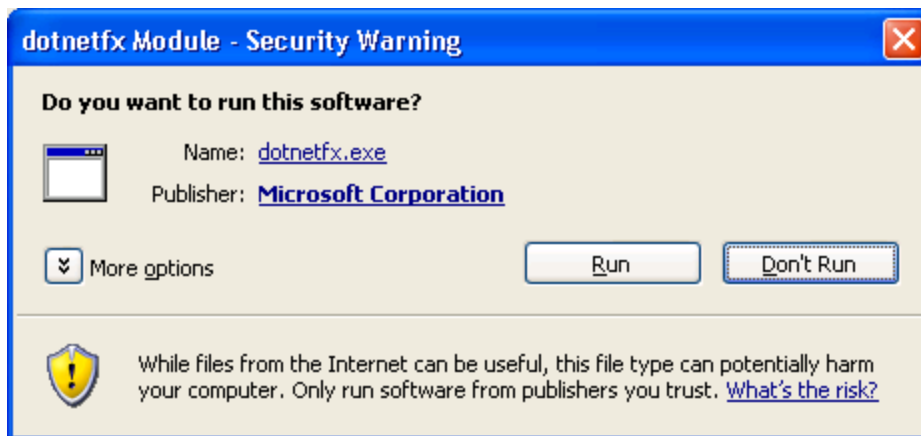 dotnetfx Module - Security Warning
Do you want to run this software?
Name: dotnetfx.exe
Publisher: Microsoft Corporation
More options
Run
Don't Run
While files from the Internet can be useful, this file type can potentially harm
your computer. Only run software from publishers you trust. What's the risk?